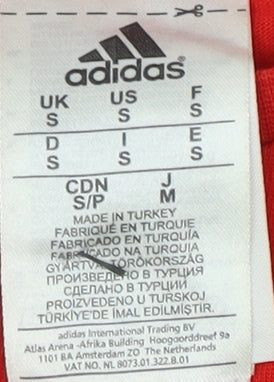 adidas®
UK US F
S S S
D I E
S S S
CDN J
S/P M
MADE IN TURKEY
FABRIQUÉ EN TURQUIE
FABRICADO EN TURQUÍA
FABRICADO NA TURQUIA
GYÁRTVA TÖRÖKORSZÁG
ПРОИЗВЕДЕНО В ТУРЦИЯ
СДЕЛАНО В ТУРЦИИ
PROIZVEDENO U TURSKOJ
TÜRKİYE'DE İMAL EDİLMİŞTİR.
adidas International Trading BV
Atlas Arena -Afrika Building Hoogoorddreef 9a
1101 BA Amsterdam ZO The Netherlands
VAT NO. NL 8073.01.322.B.01